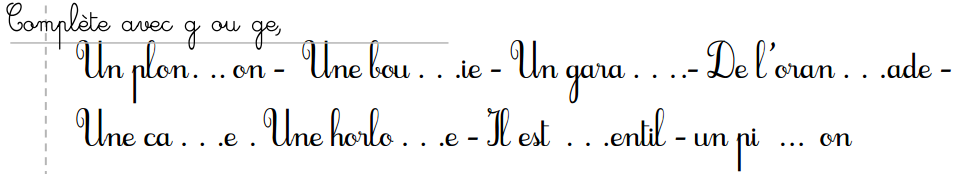 Complète avec g ou ge,
Un plon. .. on - Une bou . . .ie - Un gara . . . .- De l'oran . . .ade -
Une ca . . .e . Une horlo . . .e - Il est . . .entil - un pi ... on